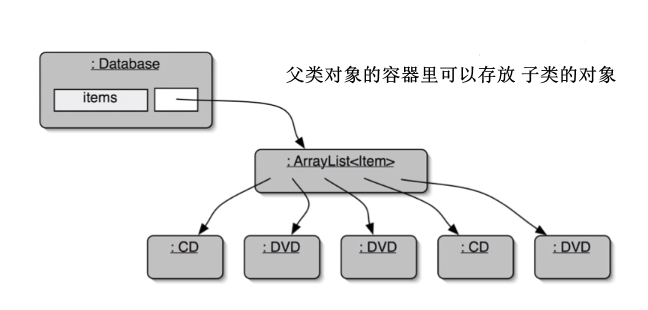 : Database
父类对象的容器里可以存放 子类的对象
items
: ArrayList<Item>
: CD
: DVD
: DVD
: CD
: DVD